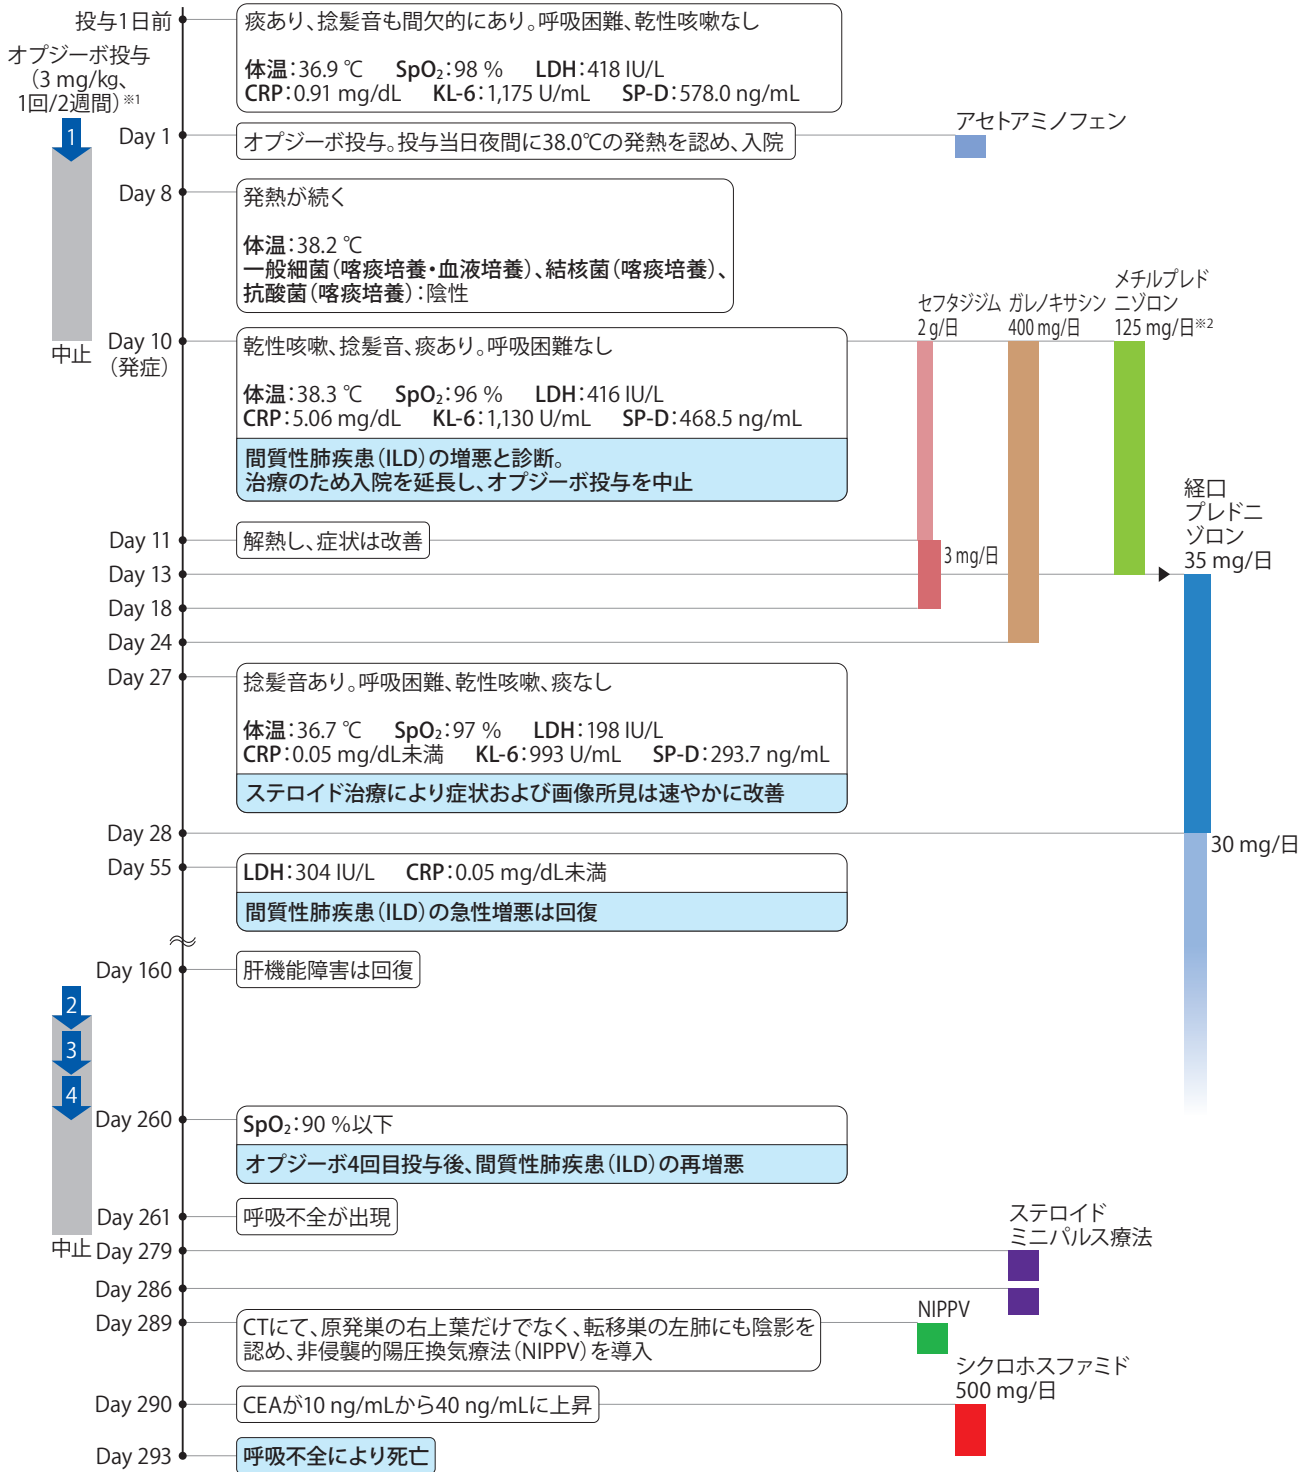 投与1日前
オプジーボ投与
(3 mg/kg、
1回/2週間)※1
痰あり、捻髪音も間欠的にあり。呼吸困難、乾性咳嗽なし
体温：36.9 ℃ SpO2：98 % LDH：418 IU/L
CRP：0.91 mg/dL KL-6：1,175 U/mL SP-D：578.0 ng/mL
1
Day 1
オプジーボ投与。投与当日夜間に38.0℃の発熱を認め、入院
アセトアミノフェン
Day 8
発熱が続く
体温：38.2 ℃
一般細菌（喀痰培養・血液培養）、結核菌（喀痰培養）、
抗酸菌（喀痰培養）：陰性
セフタジジム
2 g/日
ガレノキサシン
400 mg/日
メチルプレド
ニゾロン
125 mg/日※2
中止
Day 10
（発症）
乾性咳嗽、捻髪音、痰あり。呼吸困難なし
体温：38.3 ℃ SpO2：96 % LDH：416 IU/L
CRP：5.06 mg/dL KL-6：1,130 U/mL SP-D：468.5 ng/mL
間質性肺疾患（ILD）の増悪と診断。
治療のため入院を延長し、オプジーボ投与を中止
経口
プレドニ
ゾロン
35 mg/日
Day 11
解熱し、症状は改善
3 mg/日
Day 13
Day 18
Day 24
Day 27
捻髪音あり。呼吸困難、乾性咳嗽、痰なし
体温：36.7 ℃ SpO2：97 % LDH：198 IU/L
CRP：0.05 mg/dL未満 KL-6：993 U/mL SP-D：293.7 ng/mL
ステロイド治療により症状および画像所見は速やかに改善
Day 28
30 mg/日
Day 55
LDH：304 IU/L CRP：0.05 mg/dL未満
間質性肺疾患（ILD）の急性増悪は回復
Day 160
肝機能障害は回復
2
3
4
Day 260
SpO2：90 %以下
オプジーボ4回目投与後、間質性肺疾患（ILD）の再増悪
Day 261
呼吸不全が出現
ステロイド
ミニパルス療法
中止
Day 279
Day 286
Day 289
CTにて、原発巣の右上葉だけでなく、転移巣の左肺にも陰影を
認め、非侵襲的陽圧換気療法（NIPPV）を導入
NIPPV
シクロホスファミド
500 mg/日
Day 290
CEAが10 ng/mLから40 ng/mLに上昇
Day 293
呼吸不全により死亡